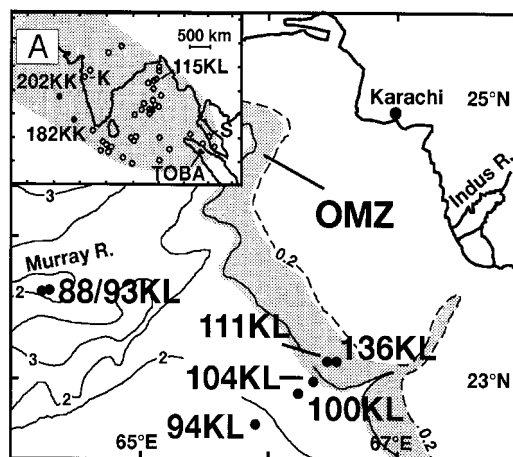 A
500 km
202KK
K
115KL
182KK
S
TOBA
Karachi
25°N
Indus R.
OMZ
0.2
3
2
Murray R.
2
88/93KL
2
3
2
111KL
136KL
104KL
100KL
23°N
94KL
0.2
65°E
67°E